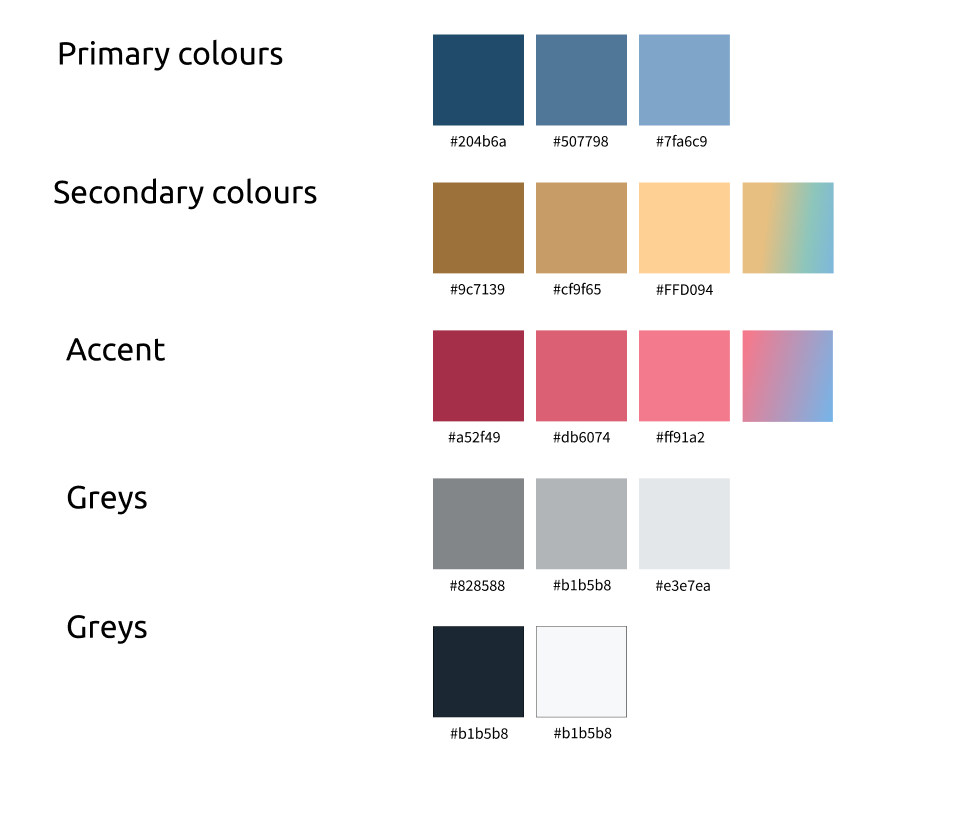 Primary colours
#204b6a #507798 #7fa6c9
Secondary colours
#9c7139 #cf9f65 #FFD094
Accent
#a52f49 #db6074 #ff91a2
Greys
#828588 #b1b5b8 #e3e7ea
Greys
#b1b5b8 #b1b5b8